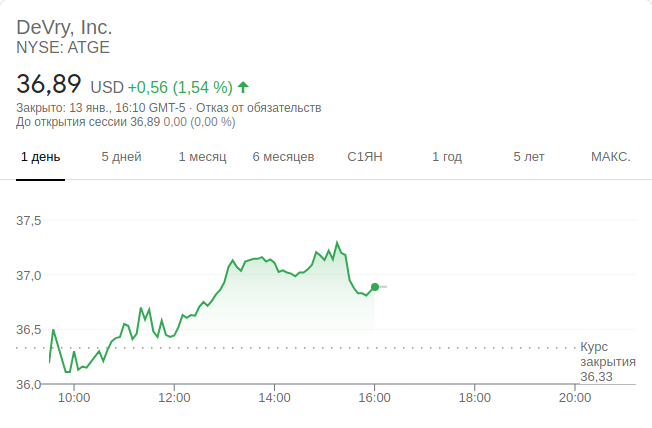 DeVry, Inc.
NYSE: ATGE
36,89 USD +0,56 (1,54 %)
Закрыто: 13 янв., 16:10 GMT-5 · Отказ от обязательств
До открытия сессии 36,89 0,00 (0,00 %)
1 день 5 дней 1 месяц 6 месяцев С1ЯН 1 год 5 лет МАКС.
37,5
37,0
36,5
Курс
закрытия
36,33
36,0
10:00 12:00 14:00 16:00 18:00 20:00